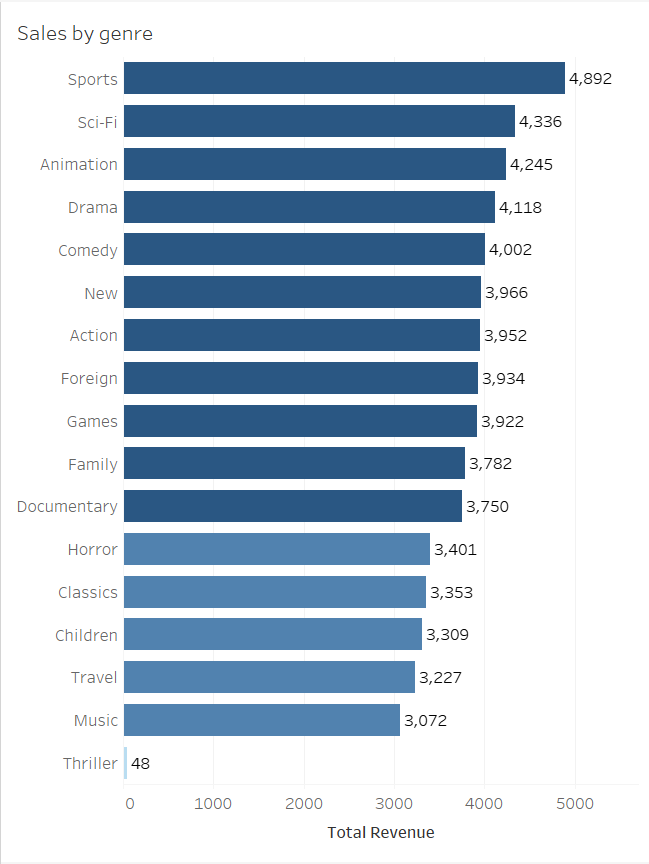 Sales by genre
Sports 4,892
Sci-Fi 4,336
Animation 4,245
Drama 4,118
Comedy 4,002
New 3,966
Action 3,952
Foreign 3,934
Games 3,922
Family 3,782
Documentary 3,750
Horror 3,401
Classics 3,353
Children 3,309
Travel 3,227
Music 3,072
Thriller 48
0 1000 2000 3000 4000 5000
Total Revenue